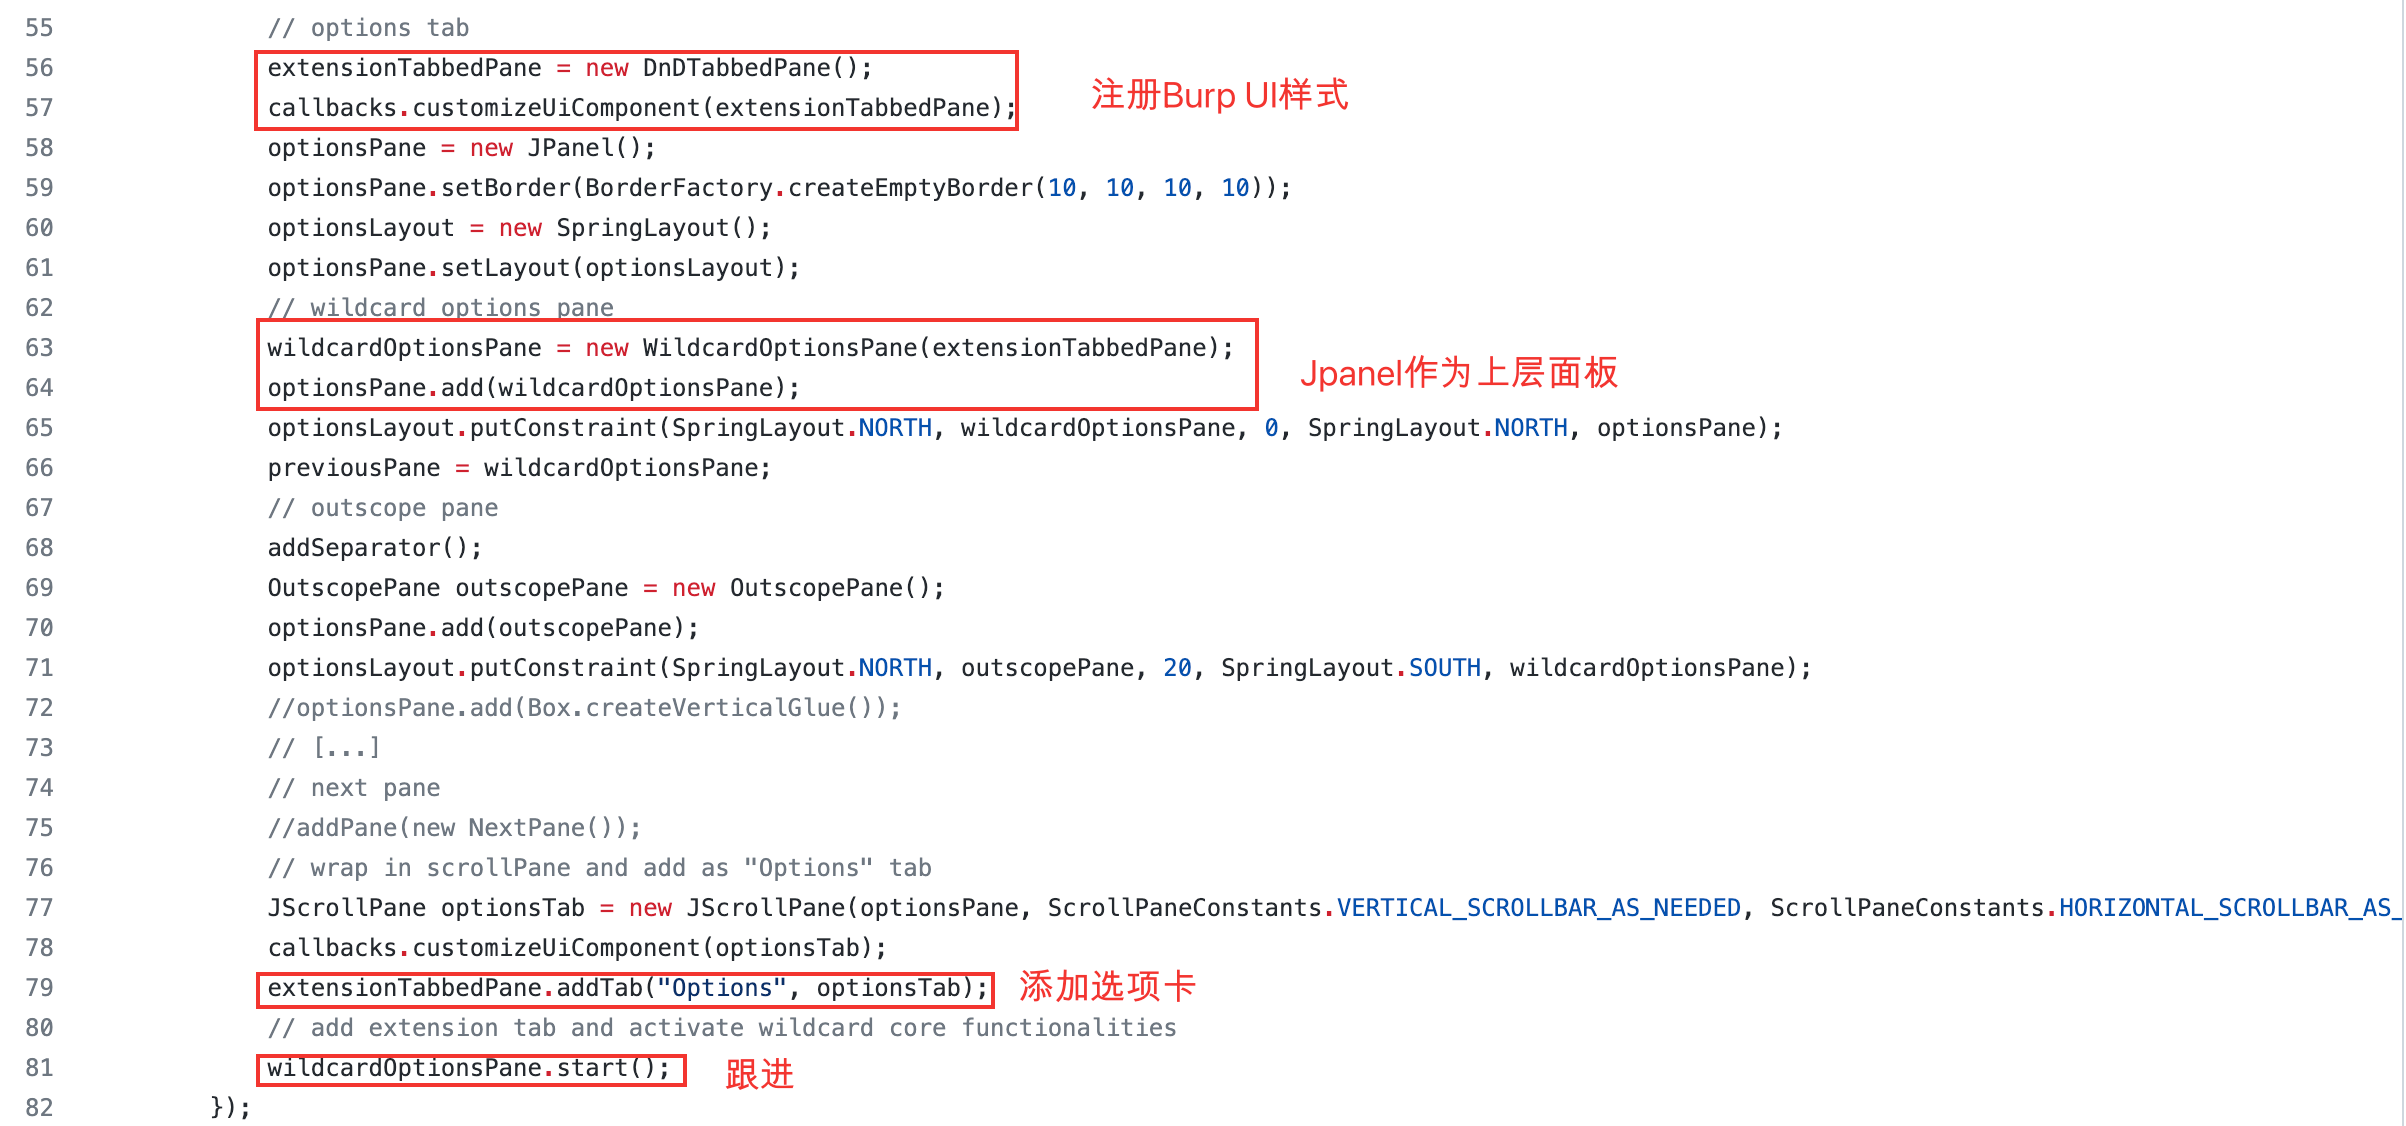 55 // options tab
56 extensionTabbedPane = new DnDTabbedPane();
注册Burp UI样式
57 callbacks.customizeUiComponent(extensionTabbedPane);
58 optionsPane = new JPanel();
59 optionsPane.setBorder(BorderFactory.createEmptyBorder(10, 10, 10, 10));
60 optionsLayout = new SpringLayout();
61 optionsPane.setLayout(optionsLayout);
62 // wildcard options pane
63 wildcardOptionsPane = new WildcardOptionsPane(extensionTabbedPane);
Jpanel作为上层面板
64 optionsPane.add(wildcardOptionsPane);
65 optionsLayout.putConstraint(SpringLayout.NORTH, wildcardOptionsPane, 0, SpringLayout.NORTH, optionsPane);
66 previousPane = wildcardOptionsPane;
67 // outscope pane
68 addSeparator();
69 OutscopePane outscopePane = new OutscopePane();
70 optionsPane.add(outscopePane);
71 optionsLayout.putConstraint(SpringLayout.NORTH, outscopePane, 20, SpringLayout.SOUTH, wildcardOptionsPane);
72 //optionsPane.add(Box.createVerticalGlue());
73 // [...]
74 // next pane
75 //addPane(new NextPane());
76 // wrap in scrollPane and add as "Options" tab
77 JScrollPane optionsTab = new JScrollPane(optionsPane, ScrollPaneConstants.VERTICAL_SCROLLBAR_AS_NEEDED, ScrollPaneConstants.HORIZONTAL_SCROLLBAR_AS_
78 callbacks.customizeUiComponent(optionsTab);
79 extensionTabbedPane.addTab("Options", optionsTab); 添加选项卡
80 // add extension tab and activate wildcard core functionalities
81 wildcardOptionsPane.start(); 跟进
82 });